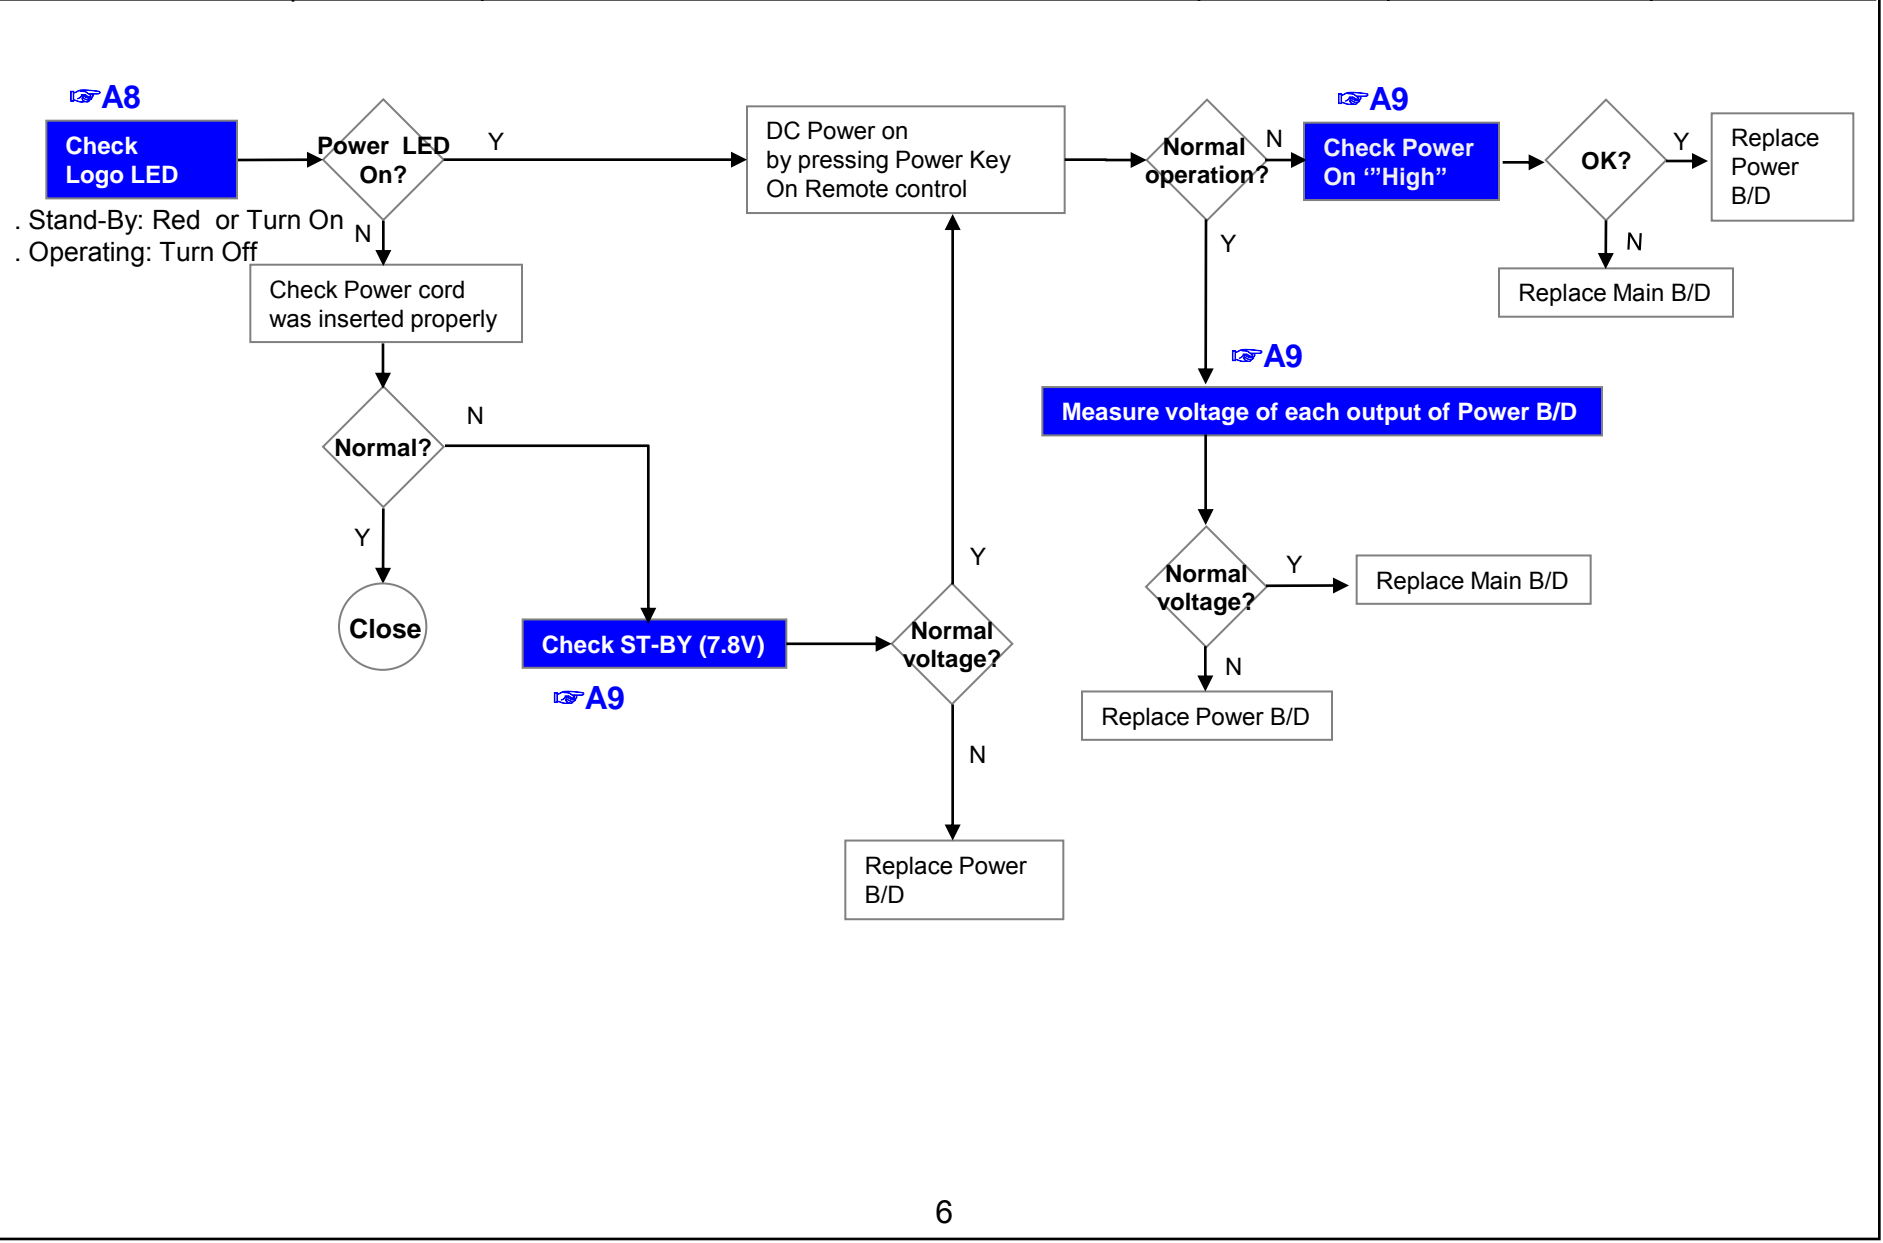 ☞A8
Check
Logo LED
. Stand-By: Red or Turn On
. Operating: Turn Off
Power LED
On?
Y
N
Check Power cord
was inserted properly
Normal?
N
Y
Close
Check ST-BY (7.8V)
☞A9
Normal
voltage?
Y
N
Replace Power
B/D
DC Power on
by pressing Power Key
On Remote control
Normal
operation?
N
Y
☞A9
Check Power
On ‘”High”
OK?
Y
N
Replace
Power
B/D
Replace Main B/D
☞A9
Measure voltage of each output of Power B/D
Normal
voltage?
Y
N
Replace Main B/D
Replace Power B/D
6